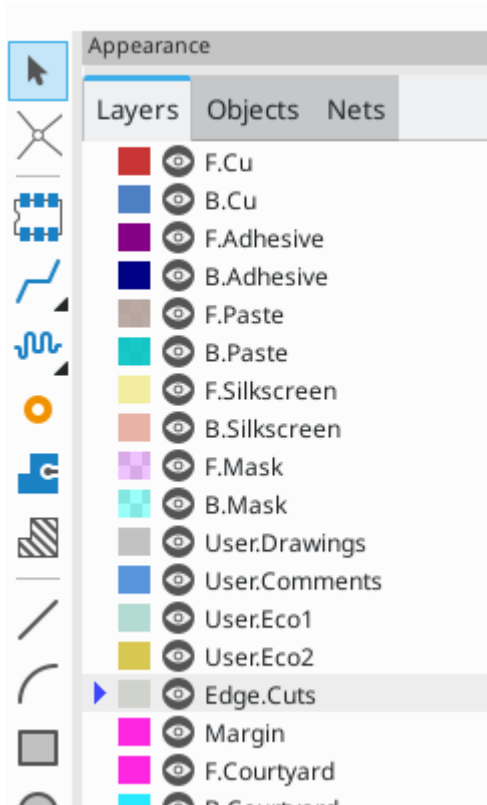 Appearance
Layers Objects Nets
F.Cu
B.Cu
F.Adhesive
B.Adhesive
F.Paste
B.Paste
F.Silkscreen
B.Silkscreen
F.Mask
B.Mask
User.Drawings
User.Comments
User.Eco1
User.Eco2
Edge.Cuts
Margin
F.Courtyard
B.Courtyard